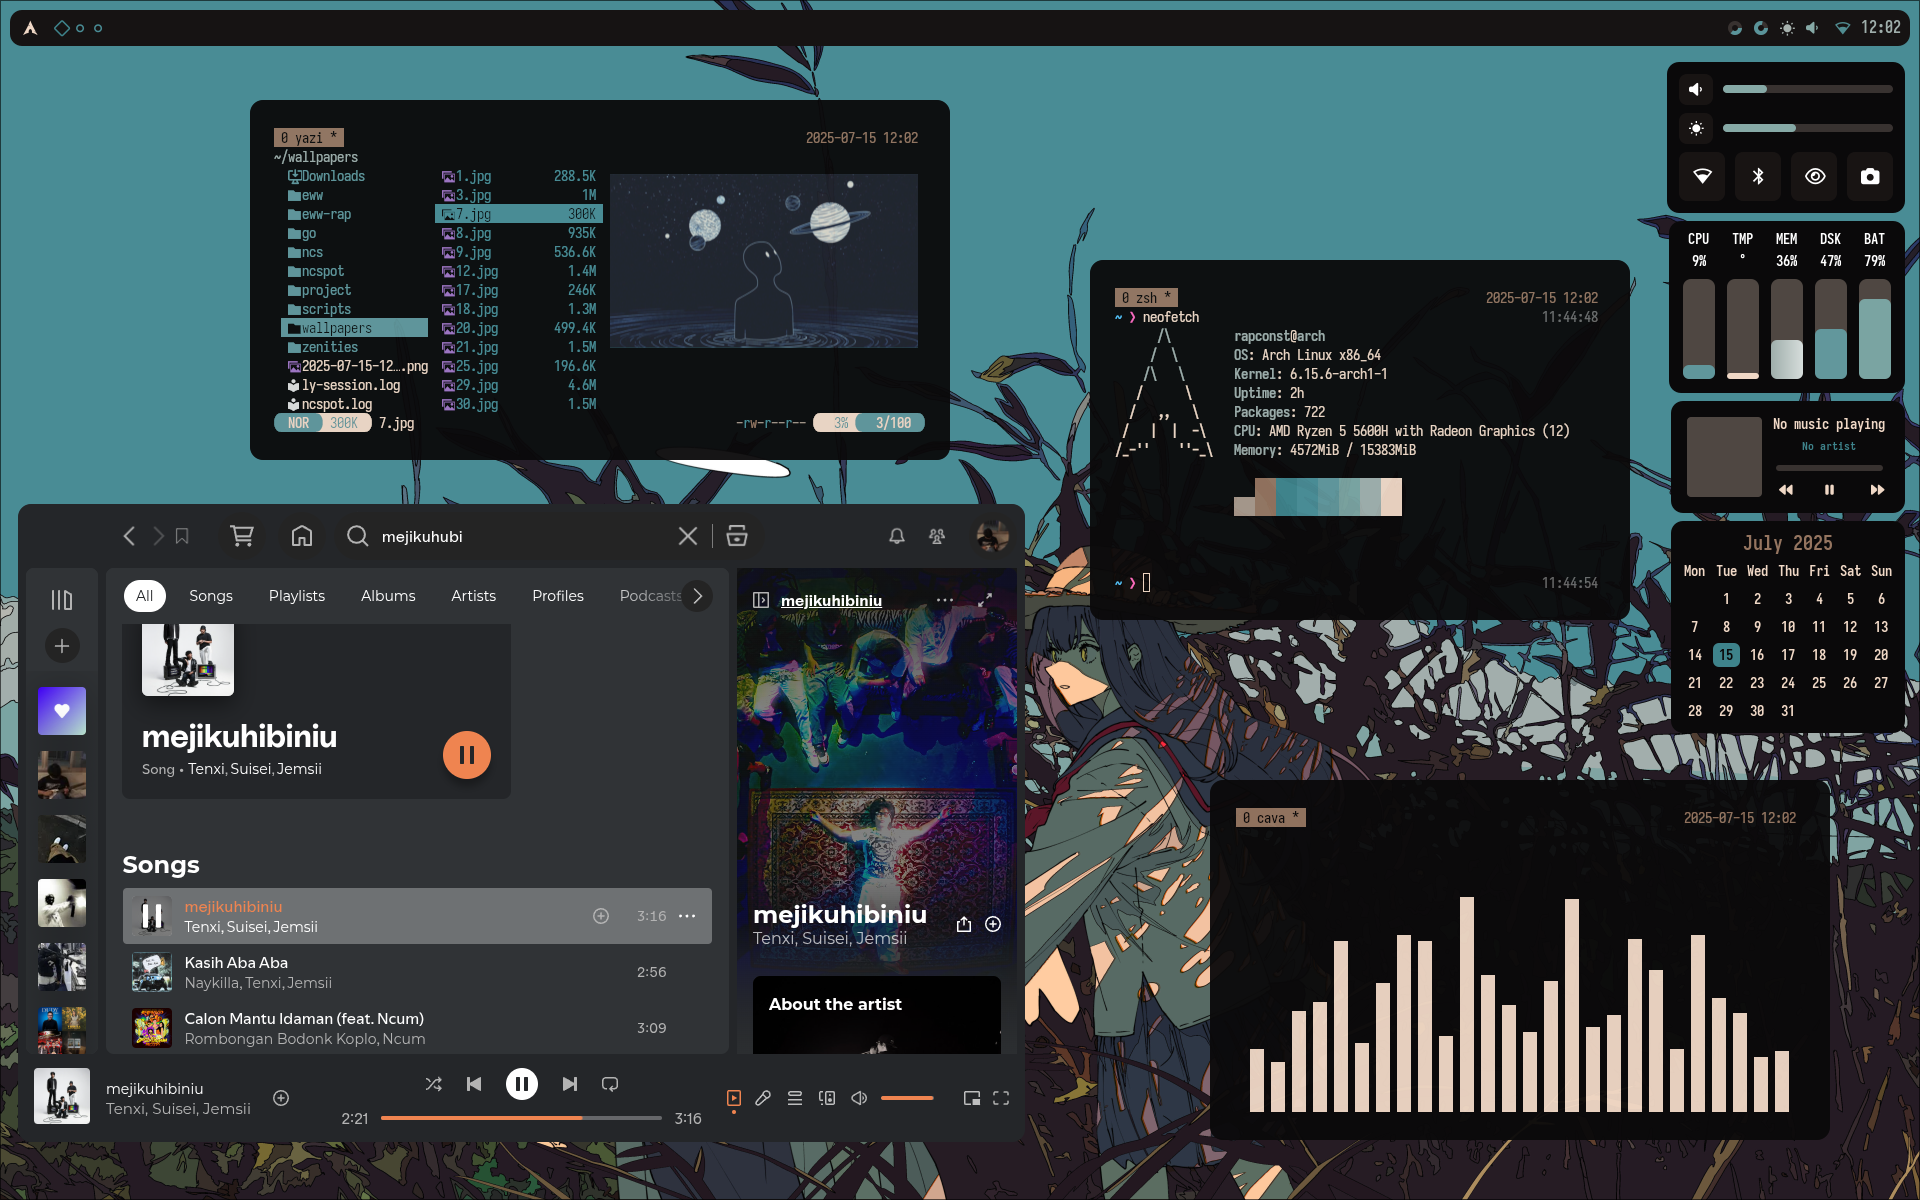 12:02
0 yazi *
2025-07-15 12:02
~/wallpapers
Downloads
eww
eww-rap
go
ncs
ncspot
project
scripts
wallpapers
zenities
2025-07-15-12….png
ly-session.log
ncspot.log
1.jpg 288.5K
3.jpg 1M
7.jpg 300K
8.jpg 935K
9.jpg 536.6K
12.jpg 1.4M
17.jpg 246K
18.jpg 1.3M
20.jpg 499.4K
21.jpg 1.5M
25.jpg 196.6K
29.jpg 4.6M
30.jpg 1.5M
NOR 300K 7.jpg
-rw-r--r-- 3% 3/100
0 zsh *
2025-07-15 12:02
~ ❯ neofetch
11:44:48
rapconst@arch
OS: Arch Linux x86_64
Kernel: 6.15.6-arch1-1
Uptime: 2h
Packages: 722
CPU: AMD Ryzen 5 5600H with Radeon Graphics (12)
Memory: 4572MiB / 15383MiB
~ ❯
11:44:54
CPU TMP MEM DSK BAT
9% ° 36% 47% 79%
No music playing
No artist
July 2025
Mon Tue Wed Thu Fri Sat Sun
1 2 3 4 5 6
7 8 9 10 11 12 13
14 15 16 17 18 19 20
21 22 23 24 25 26 27
28 29 30 31
mejikuhubi
All Songs Playlists Albums Artists Profiles Podcasts
mejikuhibiniu
Song • Tenxi, Suisei, Jemsii
Songs
mejikuhibiniu
Tenxi, Suisei, Jemsii
3:16
Kasih Aba Aba
Naykilla, Tenxi, Jemsii
2:56
Calon Mantu Idaman (feat. Ncum)
Rombongan Bodonk Koplo, Ncum
3:09
mejikuhibiniu
mejikuhibiniu
Tenxi, Suisei, Jemsii
About the artist
mejikuhibiniu
Tenxi, Suisei, Jemsii
2:21
3:16
0 cava *
2025-07-15 12:02